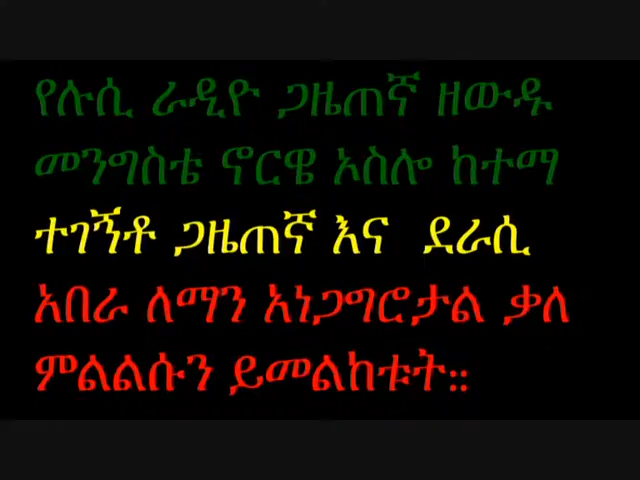 የሉሲ ራዲዮ ጋዜጠኛ ዘውዱ
መንግስቴ ኖርዌ ኦስሎ ከተማ
ተገኝቶ ጋዜጠኛ እና ደራሲ
አበራ ለማን አነጋግሮታል ቃለ
ምልልሱን ይመልከቱት።